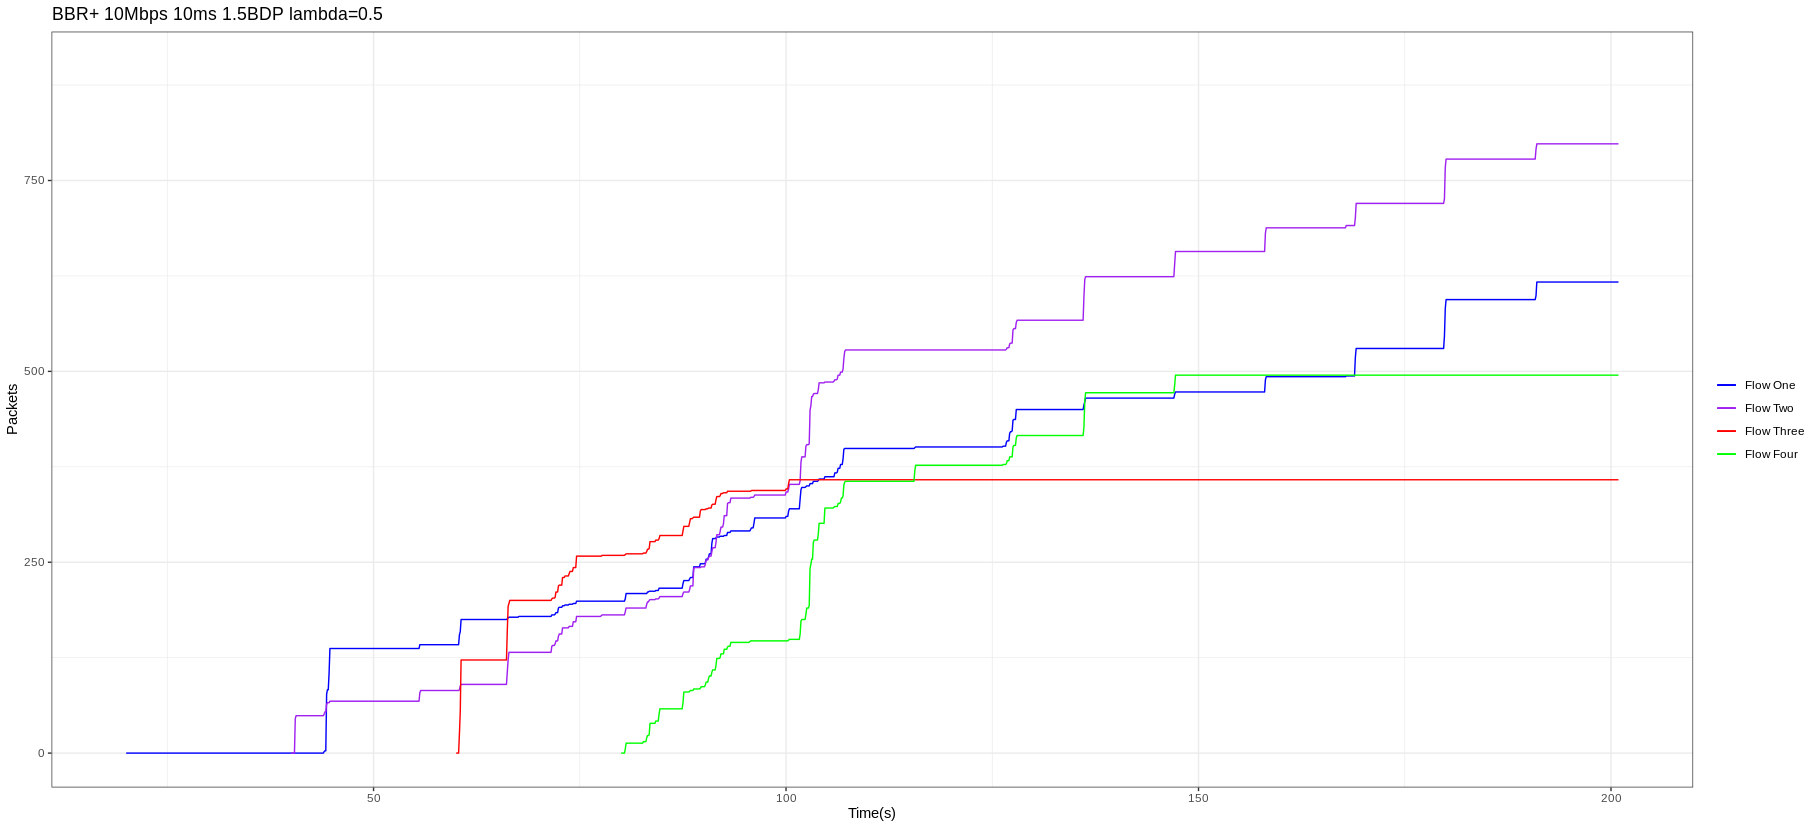 BBR+ 10Mbps 10ms 1.5BDP lambda=0.5
Packets
750
500
250
0
50
100
150
200
Time(s)
Flow One
Flow Two
Flow Three
Flow Four